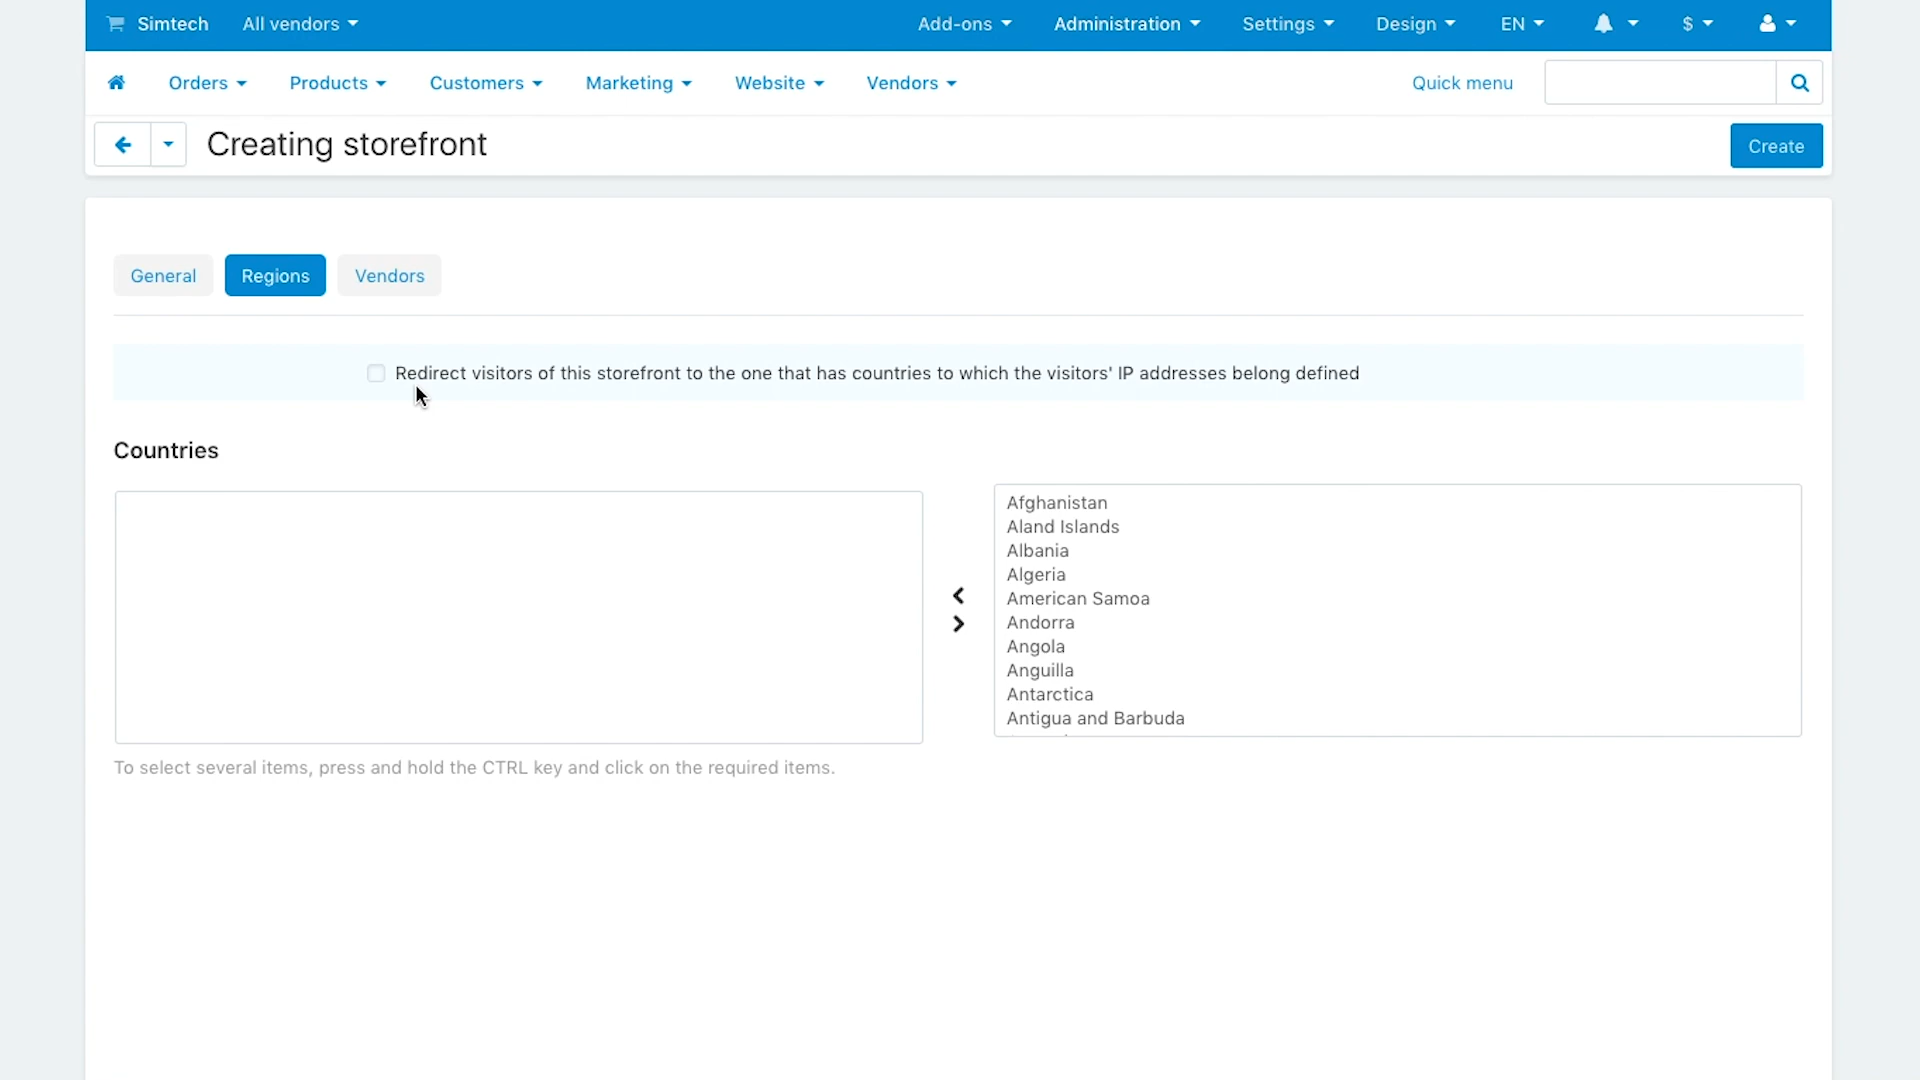 Simtech All vendors Add-ons Administration Settings Design EN $
Orders Products Customers Marketing Website Vendors Quick menu
Creating storefront Create
General Regions Vendors
Redirect visitors of this storefront to the one that has countries to which the visitors' IP addresses belong defined
Countries
Afghanistan
Aland Islands
Albania
Algeria
American Samoa
Andorra
Angola
Anguilla
Antarctica
Antigua and Barbuda
To select several items, press and hold the CTRL key and click on the required items.